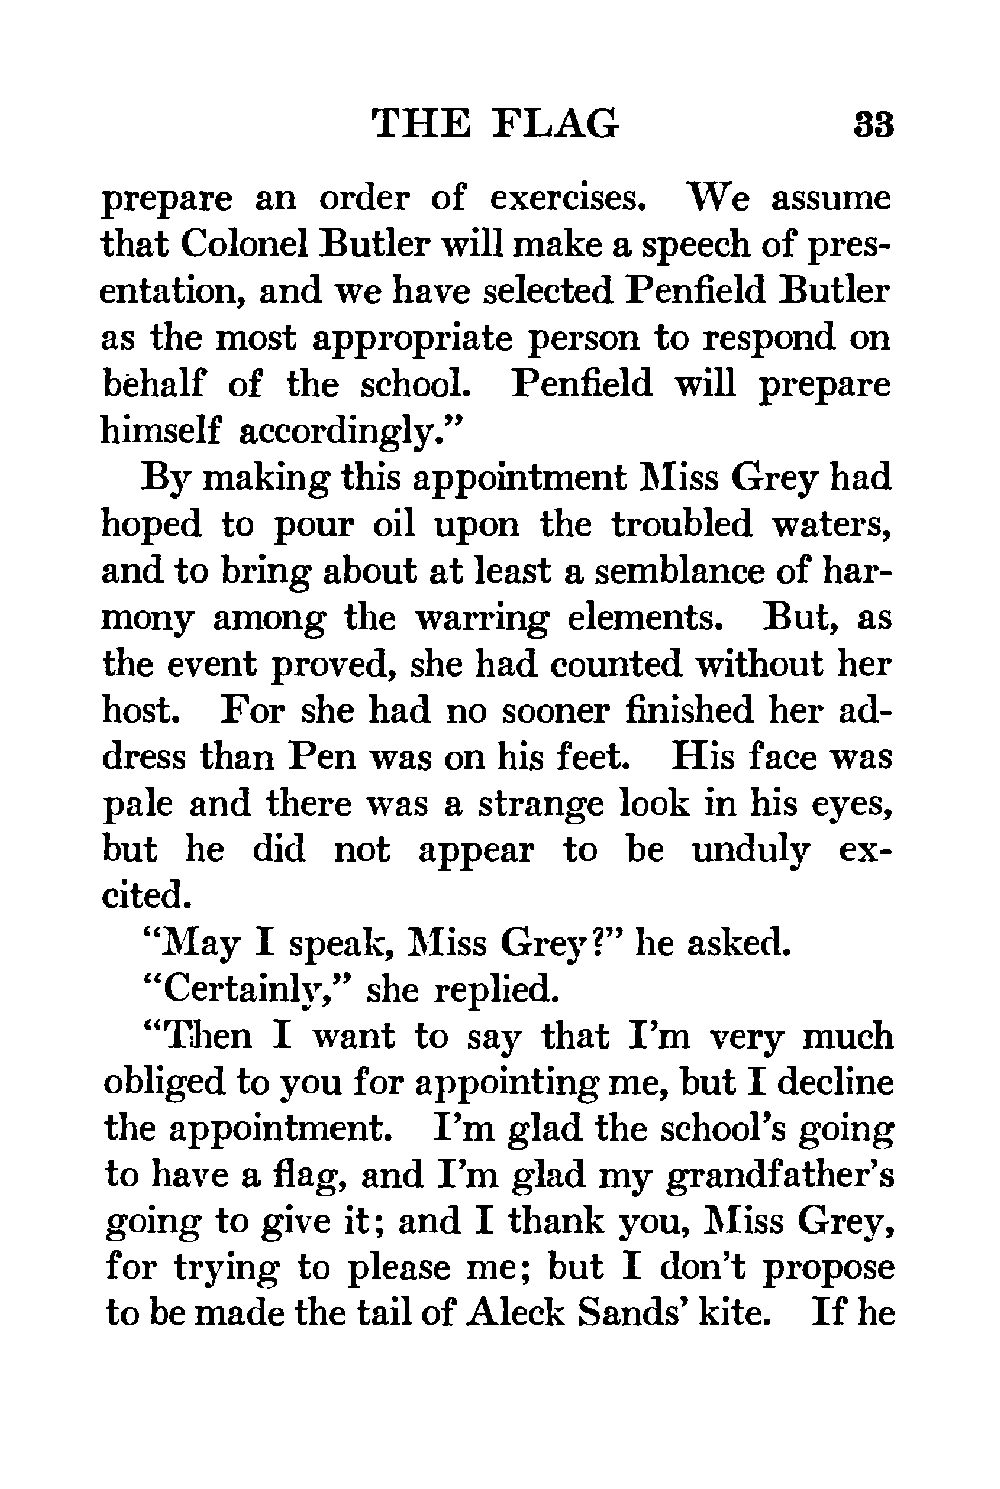 THE FLAG 33
prepare an order of exercises. We assume
that Colonel Butler will make a speech of pres-
entation, and we have selected Penfield Butler
as the most appropriate person to respond on
behalf of the school. Penfield will prepare
himself accordingly.”
By making this appointment Miss Grey had
hoped to pour oil upon the troubled waters,
and to bring about at least a semblance of har-
mony among the warring elements. But, as
the event proved, she had counted without her
host. For she had no sooner finished her ad-
dress than Pen was on his feet. His face was
pale and there was a strange look in his eyes,
but he did not appear to be unduly ex-
cited.
“May I speak, Miss Grey?” he asked.
“Certainly,” she replied.
“Then I want to say that I’m very much
obliged to you for appointing me, but I decline
the appointment. I’m glad the school’s going
to have a flag, and I’m glad my grandfather’s
going to give it; and I thank you, Miss Grey,
for trying to please me; but I don’t propose
to be made the tail of Aleck Sands’ kite. If he